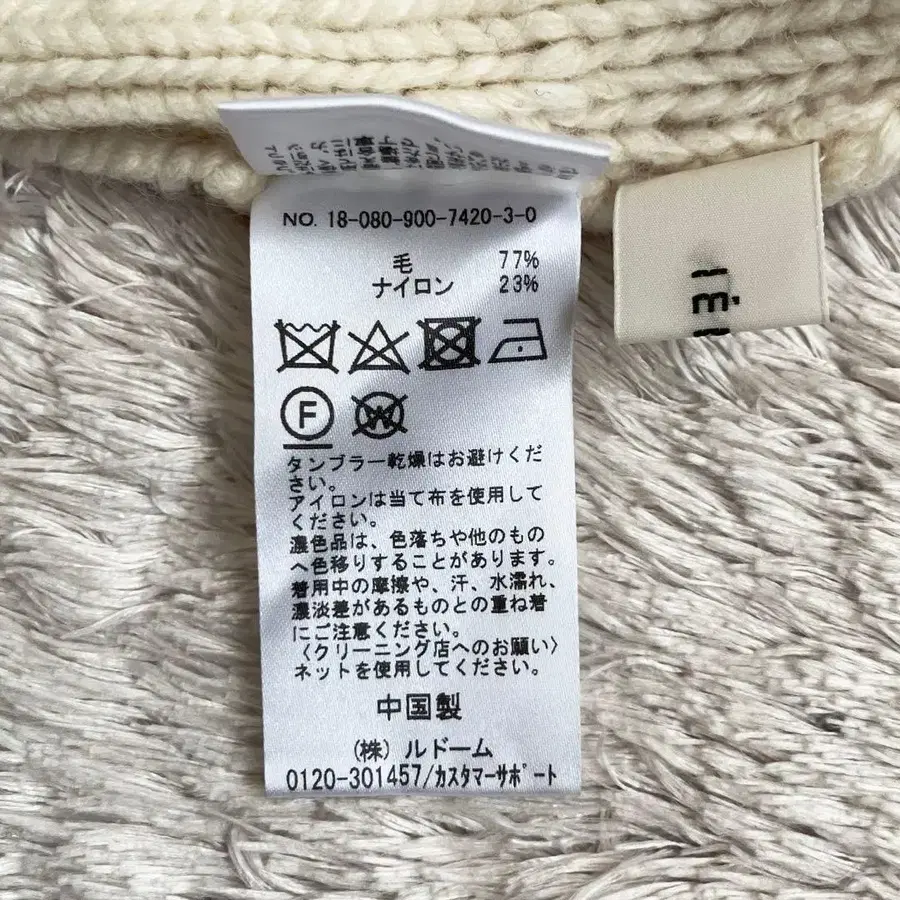 NO. 18-080-900-7420-3-0
毛 77%
ナイロン 23%
F
W
タンブラー乾燥はお避けくだ
さい。
アイロンは当て布を使用して
ください。
濃色品は、色落ちや他のもの
へ色移りすることがあります。
着用中の摩擦や、汗、水濡れ、
濃淡差があるものとの重ね着
にご注意ください。
〈クリーニング店へのお願い〉
ネットを使用してください。
中国製
(株) ルドーム
0120-301457/ｶｽﾀﾏｰｻﾎﾟｰﾄ